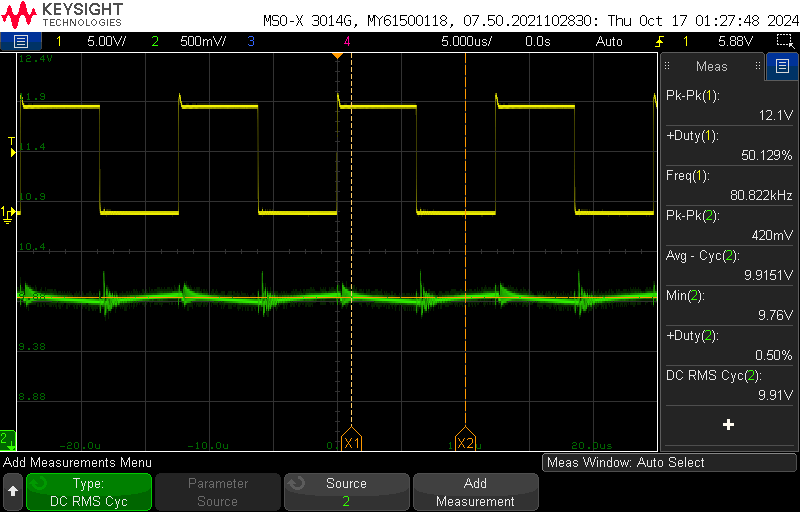 KEYSIGHT
TECHNOLOGIES
MSO-X 3014G, MY61500118, 07.50.2021102830: Thu Oct 17 01:27:48 2024
1 5.00V/ 2 500mV/ 3 4 5.000us/ 0.0s Auto 1 5.88V
12.4V
11.9
11.4
10.9
10.4
9.88
9.38
8.88
T
1
2
-20.0u -10.0u 20.0us
X1 X2
Meas
Pk-Pk(1):
12.1V
+Duty(1):
50.129%
Freq(1):
80.822kHz
Pk-Pk(2):
420mV
Avg - Cyc(2):
9.9151V
Min(2):
9.76V
+Duty(2):
0.50%
DC RMS Cyc(2):
9.91V
Add Measurements Menu
Meas Window: Auto Select
Type:
DC RMS Cyc
Parameter
Source
Source
2
Add
Measurement